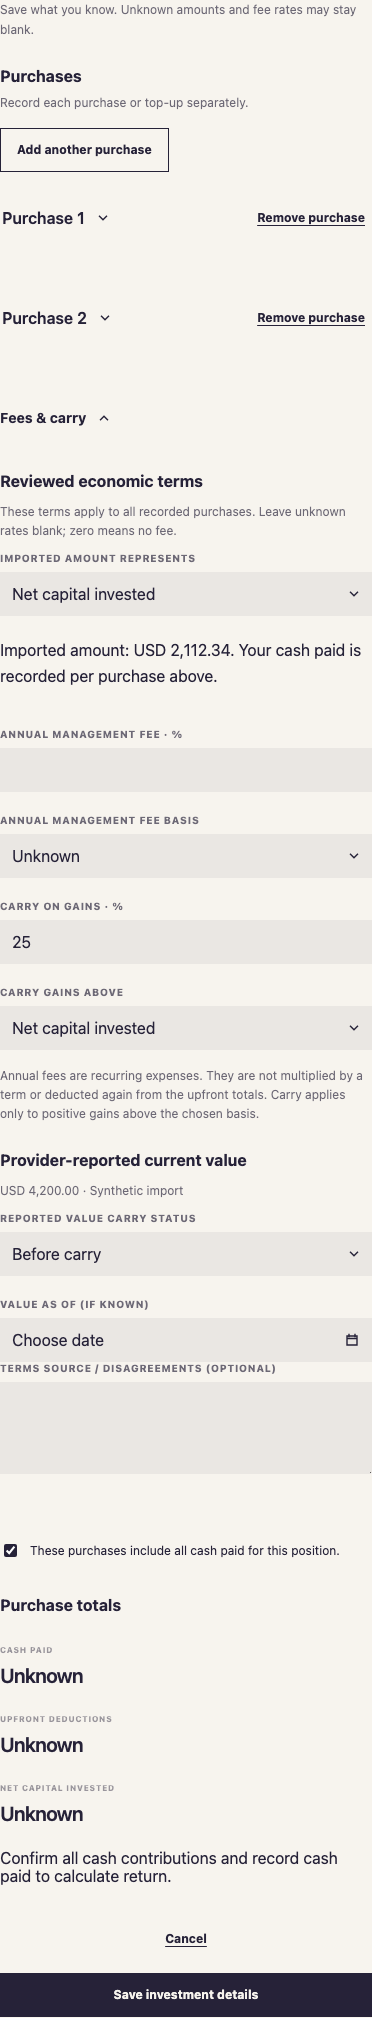 Save what you know. Unknown amounts and fee rates may stay
blank.
Purchases
Record each purchase or top-up separately.
Add another purchase
Purchase 1
Remove purchase
Purchase 2
Remove purchase
Fees & carry
Reviewed economic terms
These terms apply to all recorded purchases. Leave unknown
rates blank; zero means no fee.
IMPORTED AMOUNT REPRESENTS
Net capital invested
Imported amount: USD 2,112.34. Your cash paid is
recorded per purchase above.
ANNUAL MANAGEMENT FEE · %
ANNUAL MANAGEMENT FEE BASIS
Unknown
CARRY ON GAINS · %
25
CARRY GAINS ABOVE
Net capital invested
Annual fees are recurring expenses. They are not multiplied by a
term or deducted again from the upfront totals. Carry applies
only to positive gains above the chosen basis.
Provider-reported current value
USD 4,200.00 · Synthetic import
REPORTED VALUE CARRY STATUS
Before carry
VALUE AS OF (IF KNOWN)
Choose date
TERMS SOURCE / DISAGREEMENTS (OPTIONAL)
These purchases include all cash paid for this position.
Purchase totals
CASH PAID
Unknown
UPFRONT DEDUCTIONS
Unknown
NET CAPITAL INVESTED
Unknown
Confirm all cash contributions and record cash
paid to calculate return.
Cancel
Save investment details